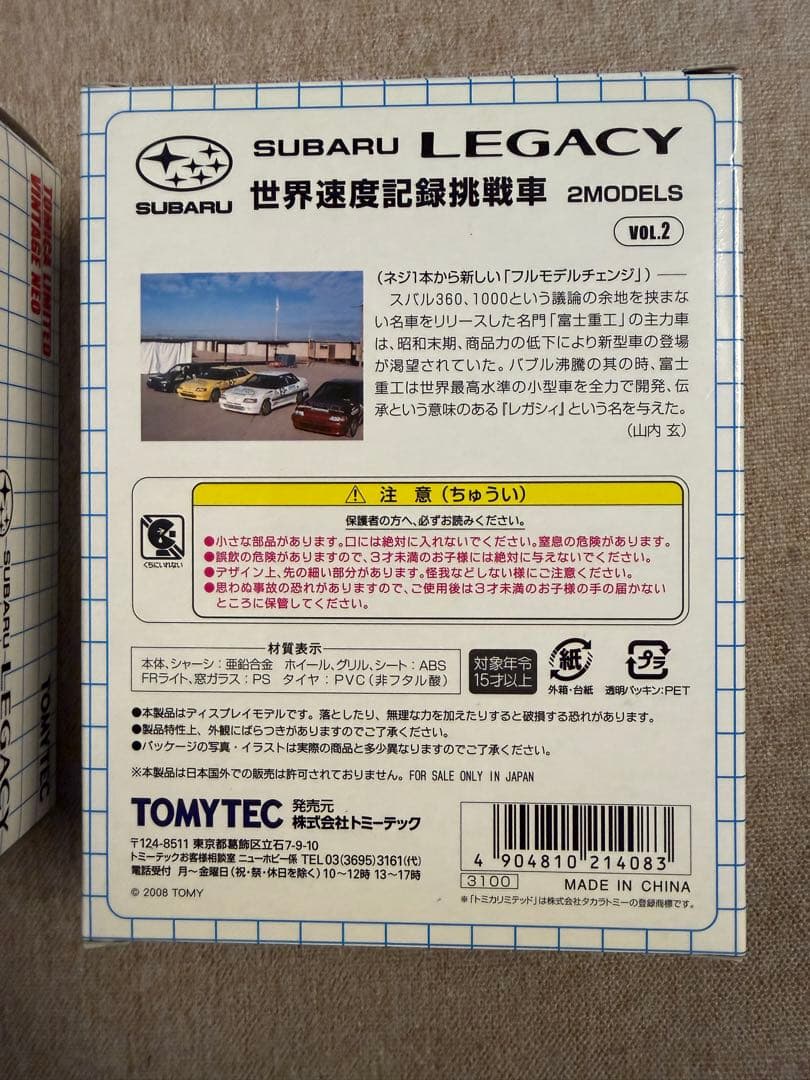 TOMICA LIMITED
VINTAGE NEO
SUBARU LEGACY
TOMYTEC
SUBARU
SUBARU LEGACY
世界速度記録挑戦車 2MODELS
VOL.2
(ネジ1本から新しい「フルモデルチェンジ」)
スバル360、1000という議論の余地を挟まな
い名車をリリースした名門「富士重工」の主力車
は、昭和末期、商品力の低下により新型車の登場
が渇望されていた。バブル沸騰の其の時、富士
重工は世界最高水準の小型車を全力で開発、伝
承という意味のある『レガシィ』という名を与えた。
(山内 玄)
⚠ 注 意 (ちゅうい)
保護者の方へ、必ずお読みください。
くちにいれない
●小さな部品があります。口には絶対に入れないでください。窒息の危険があります。
●誤飲の危険がありますので、3才未満のお子様には絶対に与えないでください。
●デザイン上、先の細い部分があります。怪我などしない様にご注意ください。
●思わぬ事故の恐れがありますので、ご使用後は3才未満のお子様の手の届かない
ところに保管してください。
材質表示
本体、シャーシ:亜鉛合金 ホイール、グリル、シート:ABS
FRライト、窓ガラス:PS タイヤ:PVC(非フタル酸)
対象年令
15才以上
紙
外箱・台紙
プラ
透明パッキン:PET
●本製品はディスプレイモデルです。落としたり、無理な力を加えたりすると破損する恐れがあります。
●製品特性上、外観にばらつきがありますのでご了承ください。
●パッケージの写真・イラストは実際の商品と多少異なりますのでご了承ください。
※本製品は日本国外での販売は許可されておりません。FOR SALE ONLY IN JAPAN
TOMYTEC 発売元
株式会社トミーテック
〒124-8511 東京都葛飾区立石7-9-10
トミーテックお客様相談室 ニューホビー係 TEL 03(3695)3161(代)
電話受付 月〜金曜日(祝・祭・休日を除く)10〜12時 13〜17時
© 2008 TOMY
4 904810 214083
3100
MADE IN CHINA
※「トミカリミテッド」は株式会社タカラトミーの登録商標です。